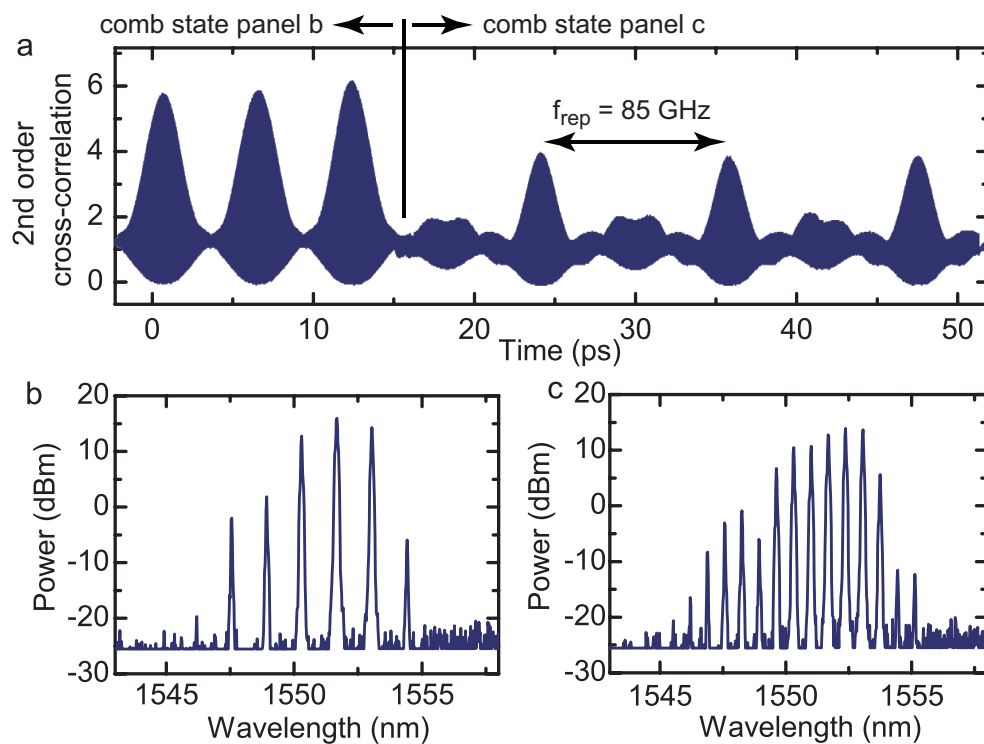 comb state panel b
comb state panel c
a
2nd order
cross-correlation
6
4
2
0
f_rep = 85 GHz
0
10
20
30
40
50
Time (ps)
b
Power (dBm)
20
10
0
-10
-20
-30
1545
1550
1555
Wavelength (nm)
c
Power (dBm)
20
10
0
-10
-20
-30
1545
1550
1555
Wavelength (nm)